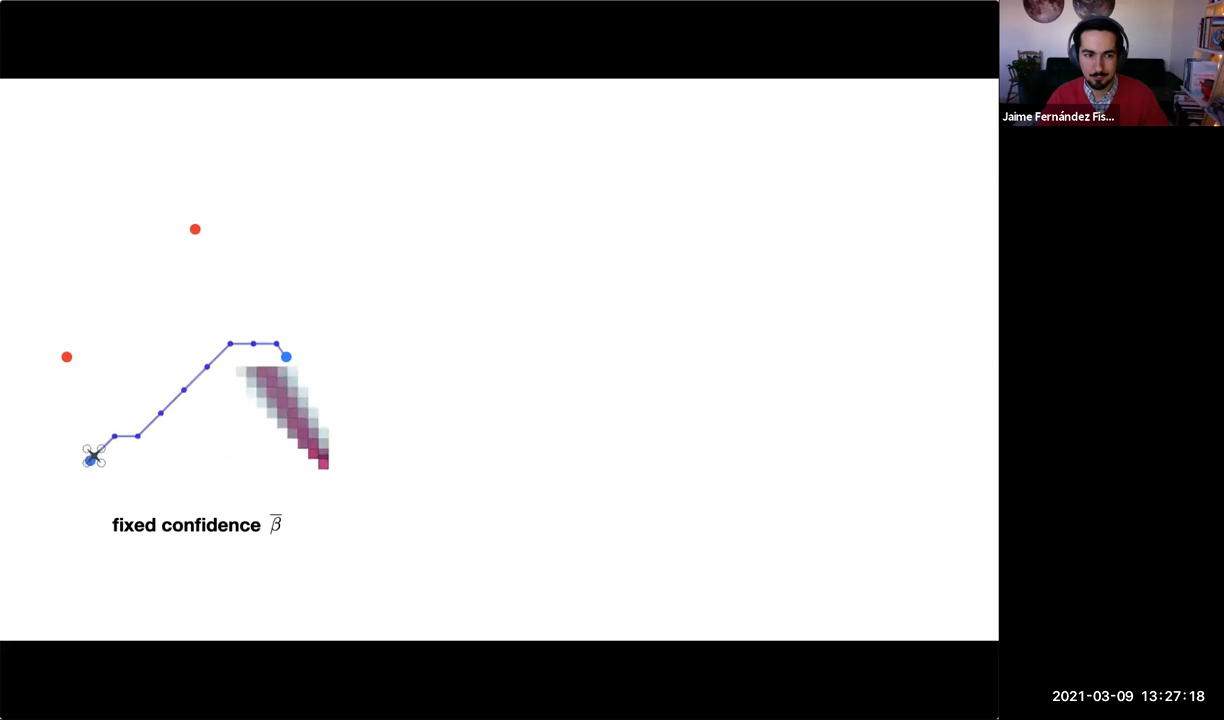 Jaime Fernández Fis...
fixed confidence β̅
2021-03-09 13:27:18